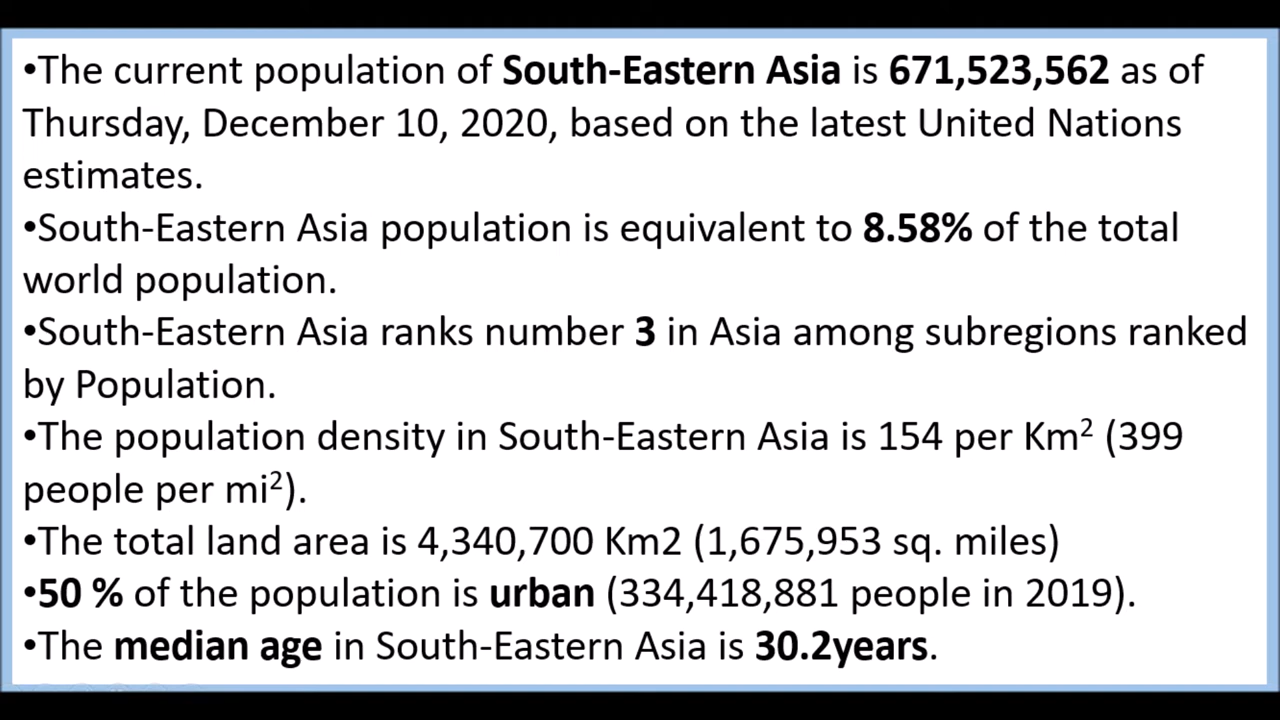 •The current population of South-Eastern Asia is 671,523,562 as of
Thursday, December 10, 2020, based on the latest United Nations
estimates.
•South-Eastern Asia population is equivalent to 8.58% of the total
world population.
•South-Eastern Asia ranks number 3 in Asia among subregions ranked
by Population.
•The population density in South-Eastern Asia is 154 per Km² (399
people per mi²).
•The total land area is 4,340,700 Km2 (1,675,953 sq. miles)
•50 % of the population is urban (334,418,881 people in 2019).
•The median age in South-Eastern Asia is 30.2years.